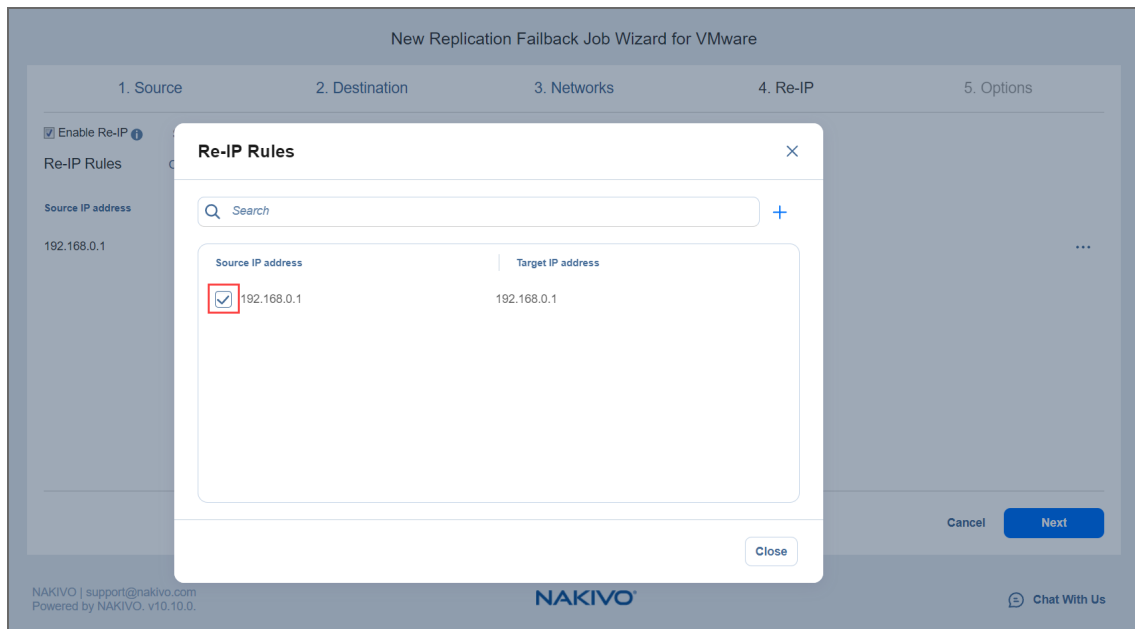 New Replication Failback Job Wizard for VMware
1. Source 2. Destination 3. Networks 4. Re-IP 5. Options
Enable Re-IP
Re-IP Rules
Source IP address
192.168.0.1
Re-IP Rules
Search
Source IP address Target IP address
192.168.0.1 192.168.0.1
Close
Cancel Next
NAKIVO | support@nakivo.com
Powered by NAKIVO. v10.10.0.
NAKIVO
Chat With Us